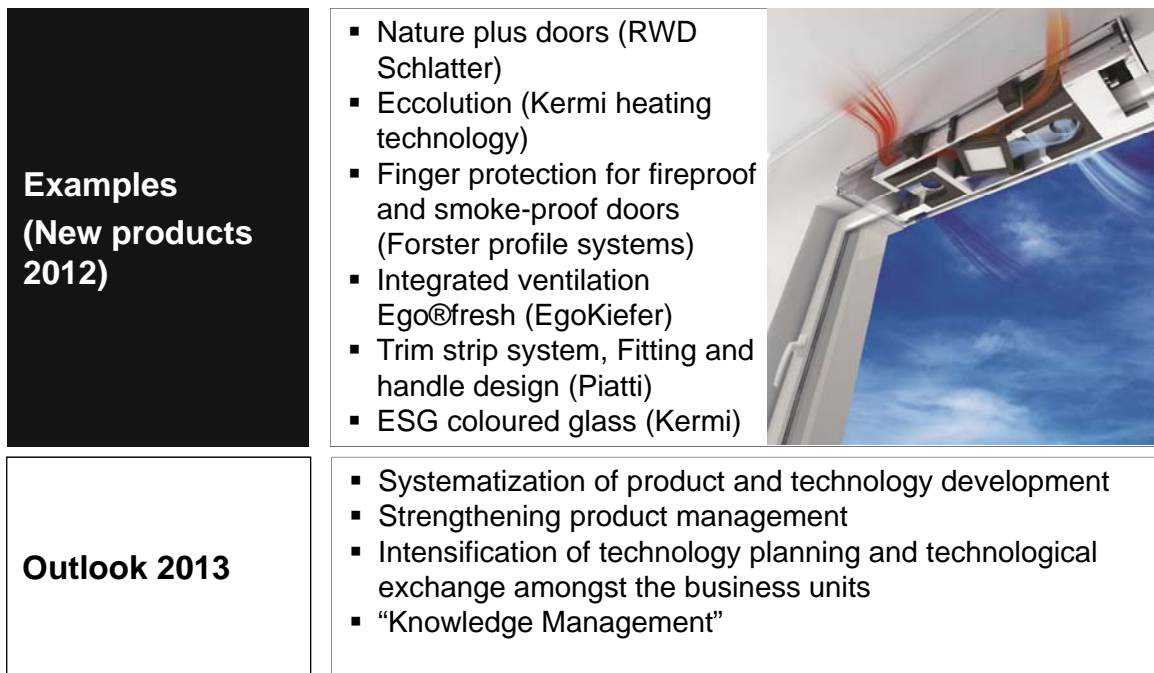 Examples
(New products
2012)
▪ Nature plus doors (RWD
Schlatter)
▪ Eccolution (Kermi heating
technology)
▪ Finger protection for fireproof
and smoke-proof doors
(Forster profile systems)
▪ Integrated ventilation
Ego®fresh (EgoKiefer)
▪ Trim strip system, Fitting and
handle design (Piatti)
▪ ESG coloured glass (Kermi)
Outlook 2013
▪ Systematization of product and technology development
▪ Strengthening product management
▪ Intensification of technology planning and technological
exchange amongst the business units
▪ “Knowledge Management”